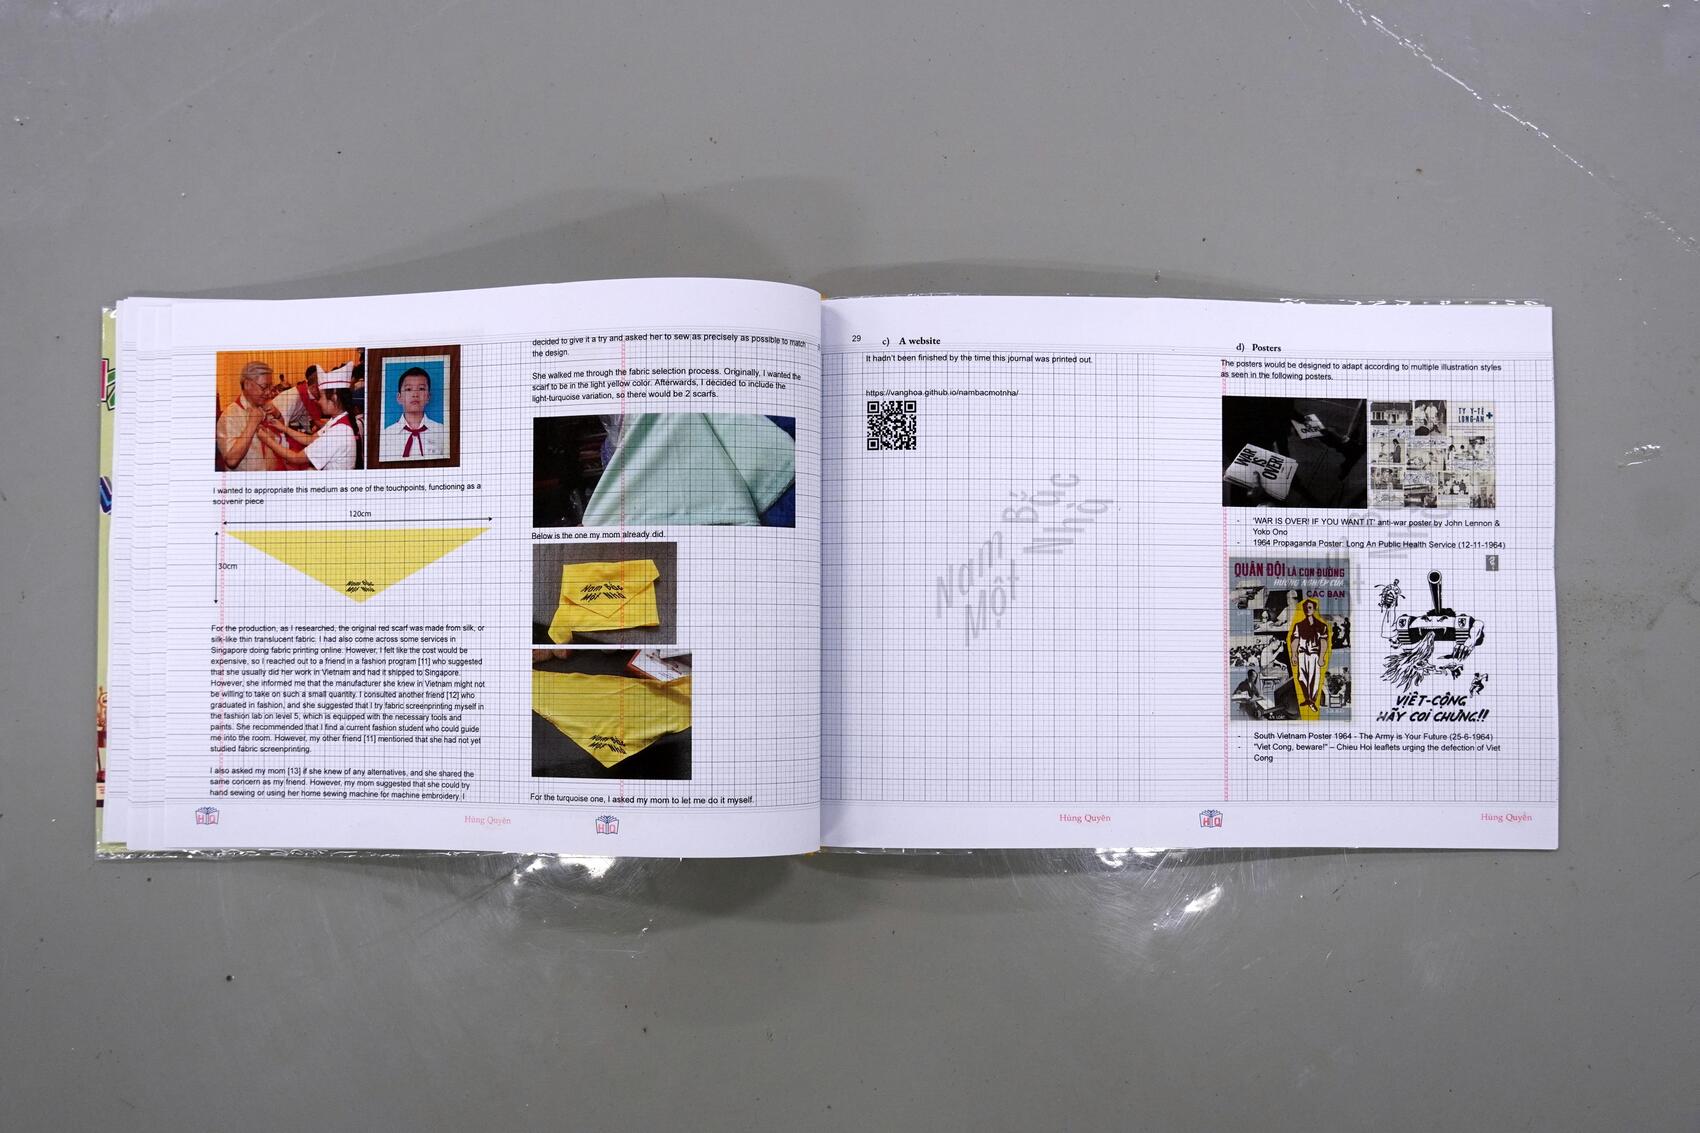 I wanted to appropriate this medium as one of the touchpoints, functioning as a
souvenir piece
120cm
30cm
Nam Bắc
Một Nhà
For the production, as I researched, the original red scarf was made from silk, or
silk-like thin translucent fabric. I had also come across some services in
Singapore doing fabric printing online. However, I felt like the cost would be
expensive, so I reached out to a friend in a fashion program [11] who suggested
that she usually did her work in Vietnam and had it shipped to Singapore.
However, she informed me that the manufacturer she knew in Vietnam might not
be willing to take on such a small quantity. I consulted another friend [12] who
graduated in fashion, and she suggested that I try fabric screenprinting myself in
the fashion lab on level 5, which is equipped with the necessary tools and
paints. She recommended that I find a current fashion student who could guide
me into the room. However, my other friend [11] mentioned that she had not yet
studied fabric screenprinting.
I also asked my mom [13] if she knew of any alternatives, and she shared the
same concern as my friend. However, my mom suggested that she could try
hand sewing or using her home sewing machine for machine embroidery. I
HQ
Hùng Quyền
decided to give it a try and asked her to sew as precisely as possible to match
the design.
She walked me through the fabric selection process. Originally, I wanted the
scarf to be in the light yellow color. Afterwards, I decided to include the
light-turquoise variation, so there would be 2 scarfs.
Below is the one my mom already did.
Nam Bắc
Một Nhà
Nam Bắc
Một Nhà
For the turquoise one, I asked my mom to let me do it myself.
HQ
29
c) A website
It hadn't been finished by the time this journal was printed out.
https://vanghoa.github.io/nambacmotnha/
Nam Bắc
Một Nhà
Hùng Quyền
d) Posters
The posters would be designed to adapt according to multiple illustration styles
as seen in the following posters.
WAR
IS
OVER!
TY Y-TẾ
LONG-AN
- 'WAR IS OVER! IF YOU WANT IT' anti-war poster by John Lennon &
Yoko Ono
- 1964 Propaganda Poster: Long An Public Health Service (12-11-1964)
QUÂN ĐỘI LÀ CON ĐƯỜNG
HƯỚNG NGHIỆP CỦA
CÁC BẠN
VIỆT-CỘNG
HÃY COI CHỪNG!!
- South Vietnam Poster 1964 - The Army is Your Future (25-6-1964)
- "Viet Cong, beware!" – Chieu Hoi leaflets urging the defection of Viet
Cong
HQ
Hùng Quyền